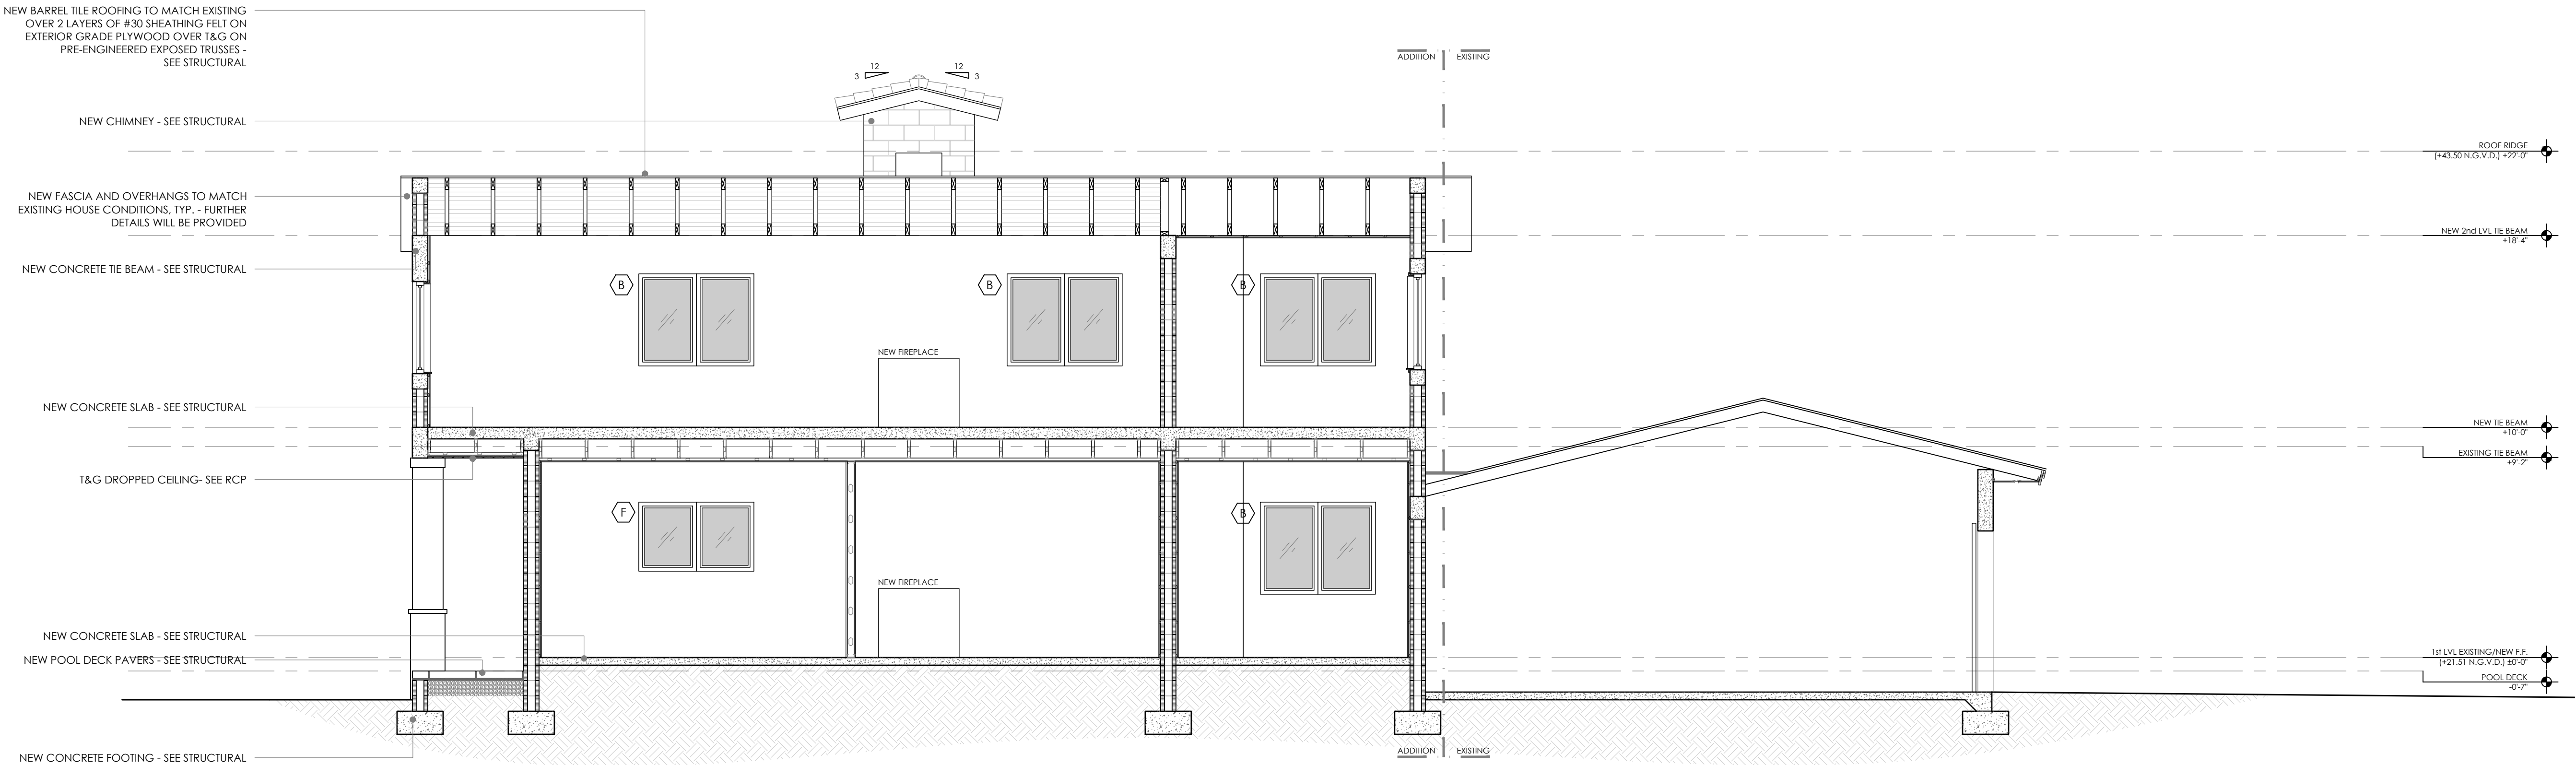 NEW BARREL TILE ROOFING TO MATCH EXISTING
OVER 2 LAYERS OF #30 SHEATHING FELT ON
EXTERIOR GRADE PLYWOOD OVER T&G ON
PRE-ENGINEERED EXPOSED TRUSSES -
SEE STRUCTURAL
ADDITION
EXISTING
12
3
12
3
NEW CHIMNEY - SEE STRUCTURAL
ROOF RIDGE
(+43.50 N.G.V.D.) +22'-0"
NEW FASCIA AND OVERHANGS TO MATCH
EXISTING HOUSE CONDITIONS, TYP. - FURTHER
DETAILS WILL BE PROVIDED
NEW 2nd LVL TIE BEAM
+18'-4"
NEW CONCRETE TIE BEAM - SEE STRUCTURAL
B
B
B
NEW FIREPLACE
NEW CONCRETE SLAB - SEE STRUCTURAL
NEW TIE BEAM
+10'-0"
EXISTING TIE BEAM
+9'-2"
T&G DROPPED CEILING- SEE RCP
F
B
NEW FIREPLACE
NEW CONCRETE SLAB - SEE STRUCTURAL
NEW POOL DECK PAVERS - SEE STRUCTURAL
1st LVL EXISTING/NEW F.F.
(+21.51 N.G.V.D.) ±0'-0"
POOL DECK
-0'-7"
ADDITION
EXISTING
NEW CONCRETE FOOTING - SEE STRUCTURAL